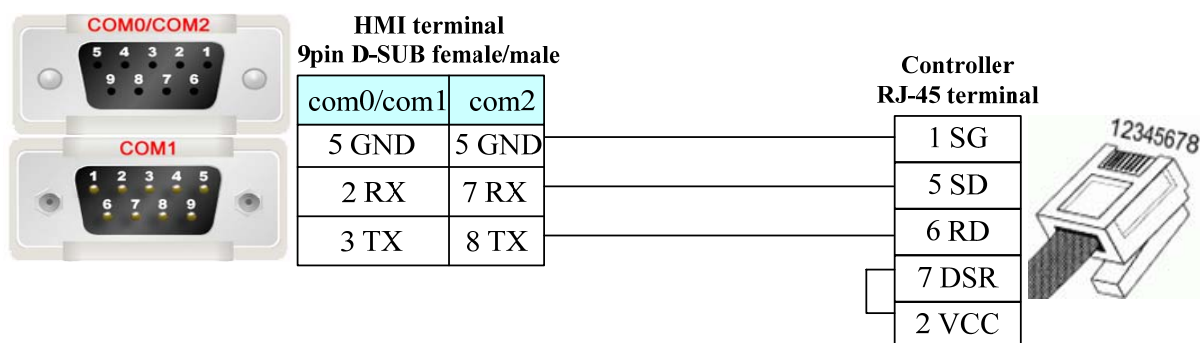 COM0/COM2
5 4 3 2 1
9 8 7 6
COM1
1 2 3 4 5
6 7 8 9
HMI terminal
9pin D-SUB female/male
com0/com1 com2
5 GND 5 GND
2 RX 7 RX
3 TX 8 TX
Controller
RJ-45 terminal
1 SG
5 SD
6 RD
7 DSR
2 VCC
12345678